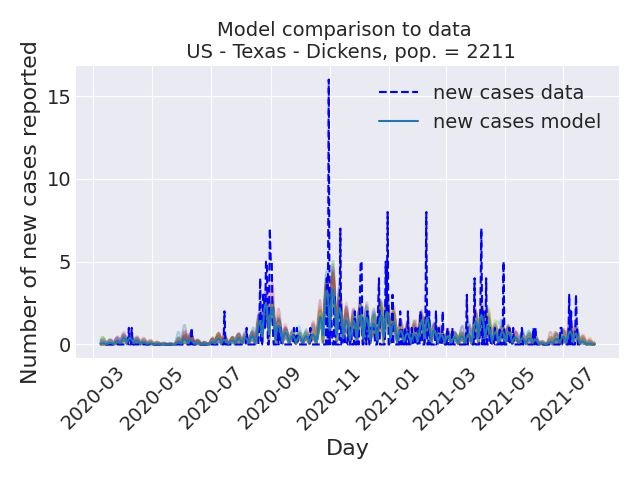 Model comparison to data
US - Texas - Dickens, pop. = 2211
Number of new cases reported
15
10
5
0
new cases data
new cases model
2020-03
2020-05
2020-07
2020-09
2020-11
2021-01
2021-03
2021-05
2021-07
Day